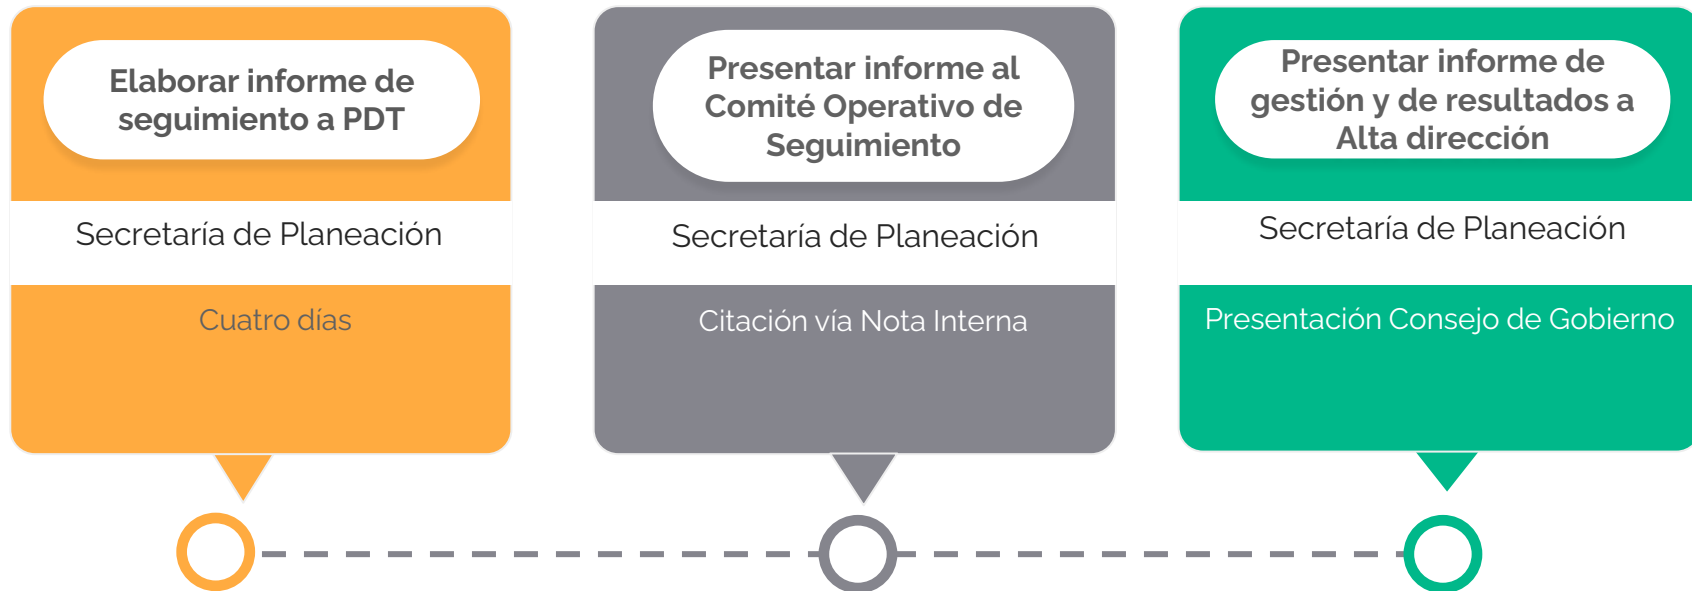 Elaborar informe de
seguimiento a PDT
Secretaría de Planeación
Cuatro días
Presentar informe al
Comité Operativo de
Seguimiento
Secretaría de Planeación
Citación vía Nota Interna
Presentar informe de
gestión y de resultados a
Alta dirección
Secretaría de Planeación
Presentación Consejo de Gobierno